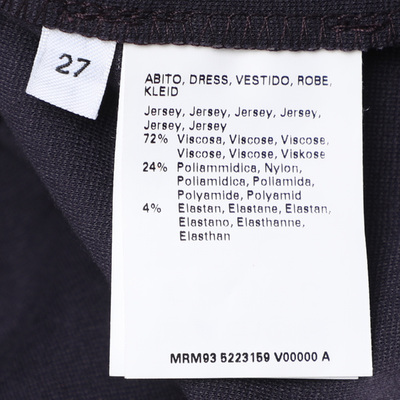 27
ABITO, DRESS, VESTIDO, ROBE,
KLEID
Jersey, Jersey, Jersey, Jersey,
Jersey, Jersey
72% Viscosa, Viscose, Viscose,
Viscose, Viscose, Viskose
24% Poliammidica, Nylon,
Poliamidica, Poliamida,
Polyamide, Polyamid
4% Elastan, Elastane, Elastan,
Elastano, Elasthanne,
Elasthan
MRM93 5223159 V00000 A